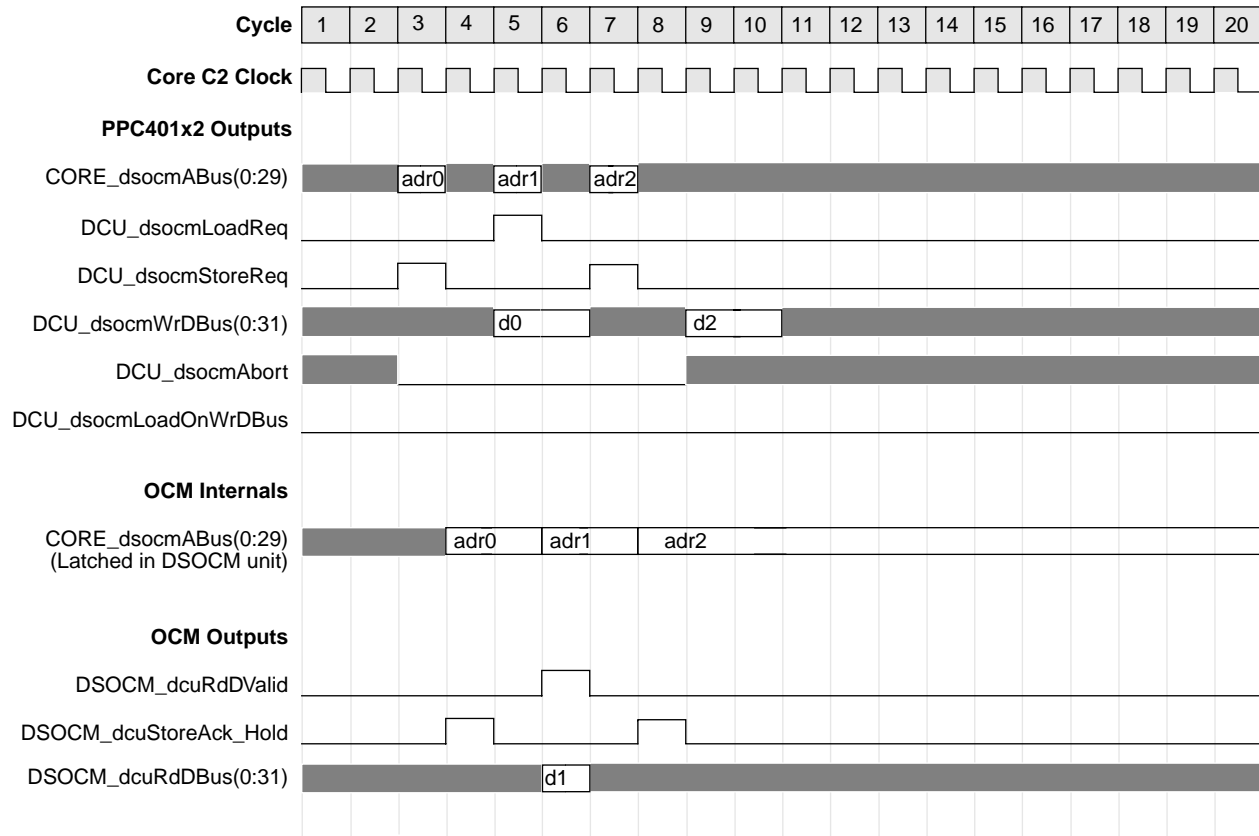 Cycle 1 2 3 4 5 6 7 8 9 10 11 12 13 14 15 16 17 18 19 20
Core C2 Clock
PPC401x2 Outputs
CORE_dsocmABus(0:29) adr0 adr1 adr2
DCU_dsocmLoadReq
DCU_dsocmStoreReq
DCU_dsocmWrDBus(0:31) d0 d2
DCU_dsocmAbort
DCU_dsocmLoadOnWrDBus
OCM Internals
CORE_dsocmABus(0:29) adr0 adr1 adr2
(Latched in DSOCM unit)
OCM Outputs
DSOCM_dcuRdDValid
DSOCM_dcuStoreAck_Hold
DSOCM_dcuRdDBus(0:31) d1